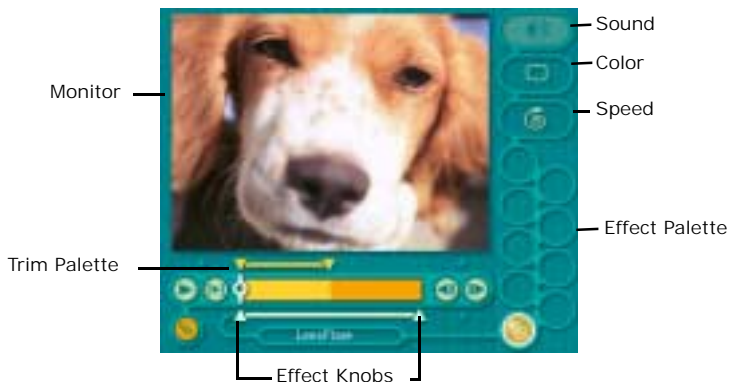 Sound
Color
Monitor
Speed
Effect Palette
Trim Palette
Effect Knobs